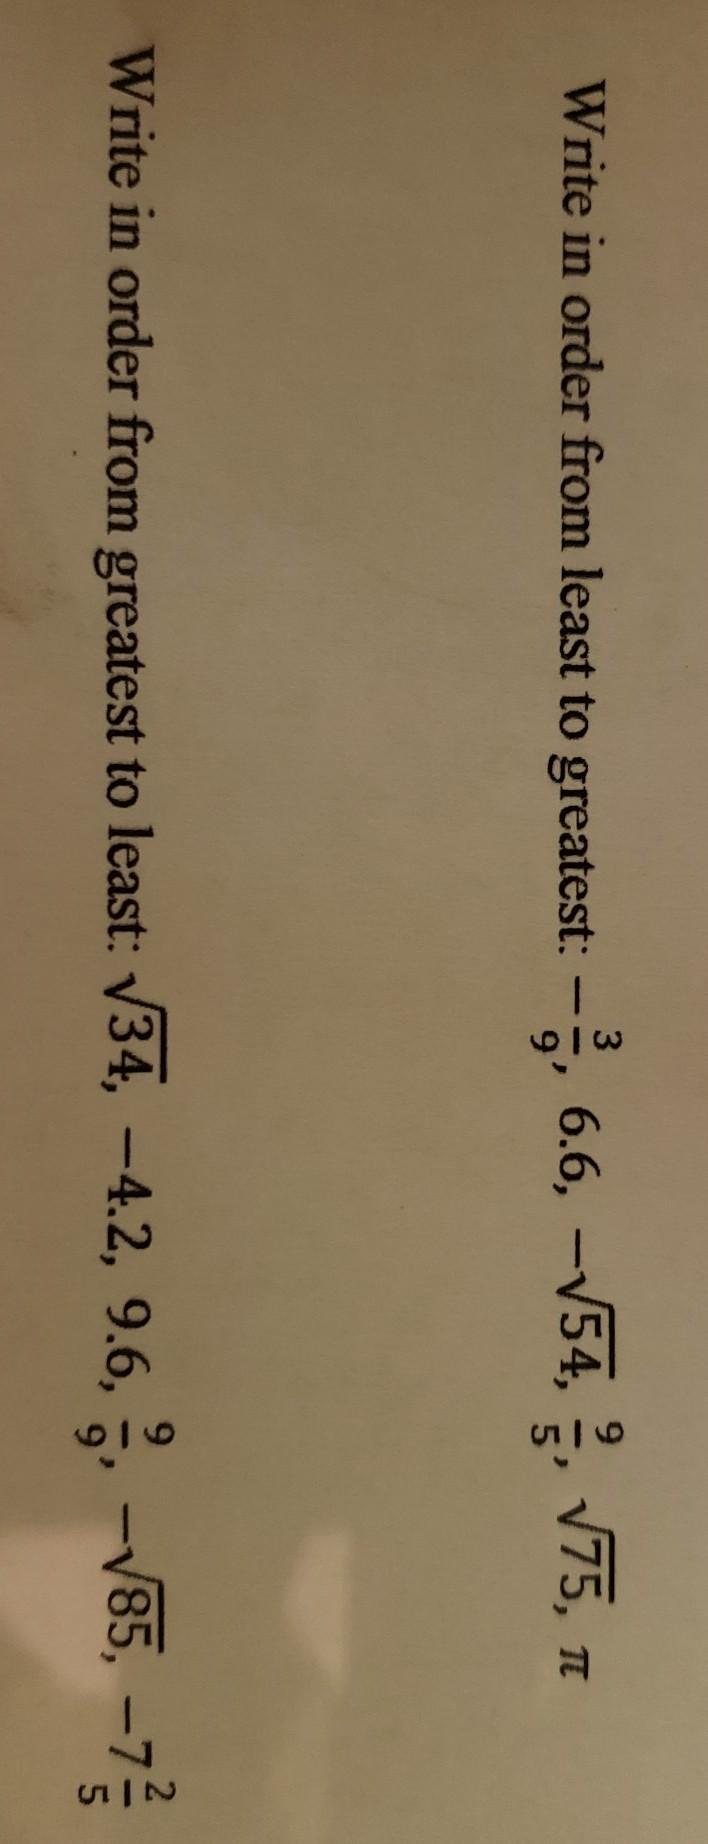 Write in order from least to greatest: −3/9, 6.6, −√54, 9/5, √75, π
Write in order from greatest to least: √34, −4.2, 9.6, 9/9, −√85, −7 2/5